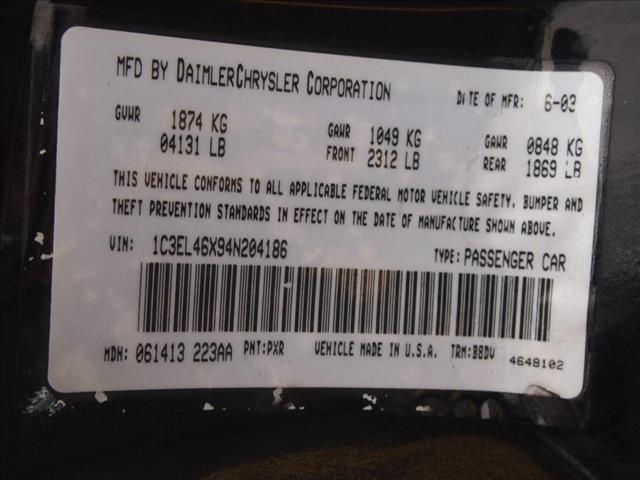 MFD BY DAIMLERCHRYSLER CORPORATION DATE OF MFR: 6-03
GVWR 1874 KG GAWR 1049 KG GAWR 0848 KG
04131 LB FRONT 2312 LB REAR 1869 LB
THIS VEHICLE CONFORMS TO ALL APPLICABLE FEDERAL MOTOR VEHICLE SAFETY, BUMPER AND
THEFT PREVENTION STANDARDS IN EFFECT ON THE DATE OF MANUFACTURE SHOWN ABOVE.
VIN: 1C3EL46X94N204186 TYPE: PASSENGER CAR
MDH: 061413 223AA PNT:PXR VEHICLE MADE IN U.S.A. TRM:B8DV 4648102